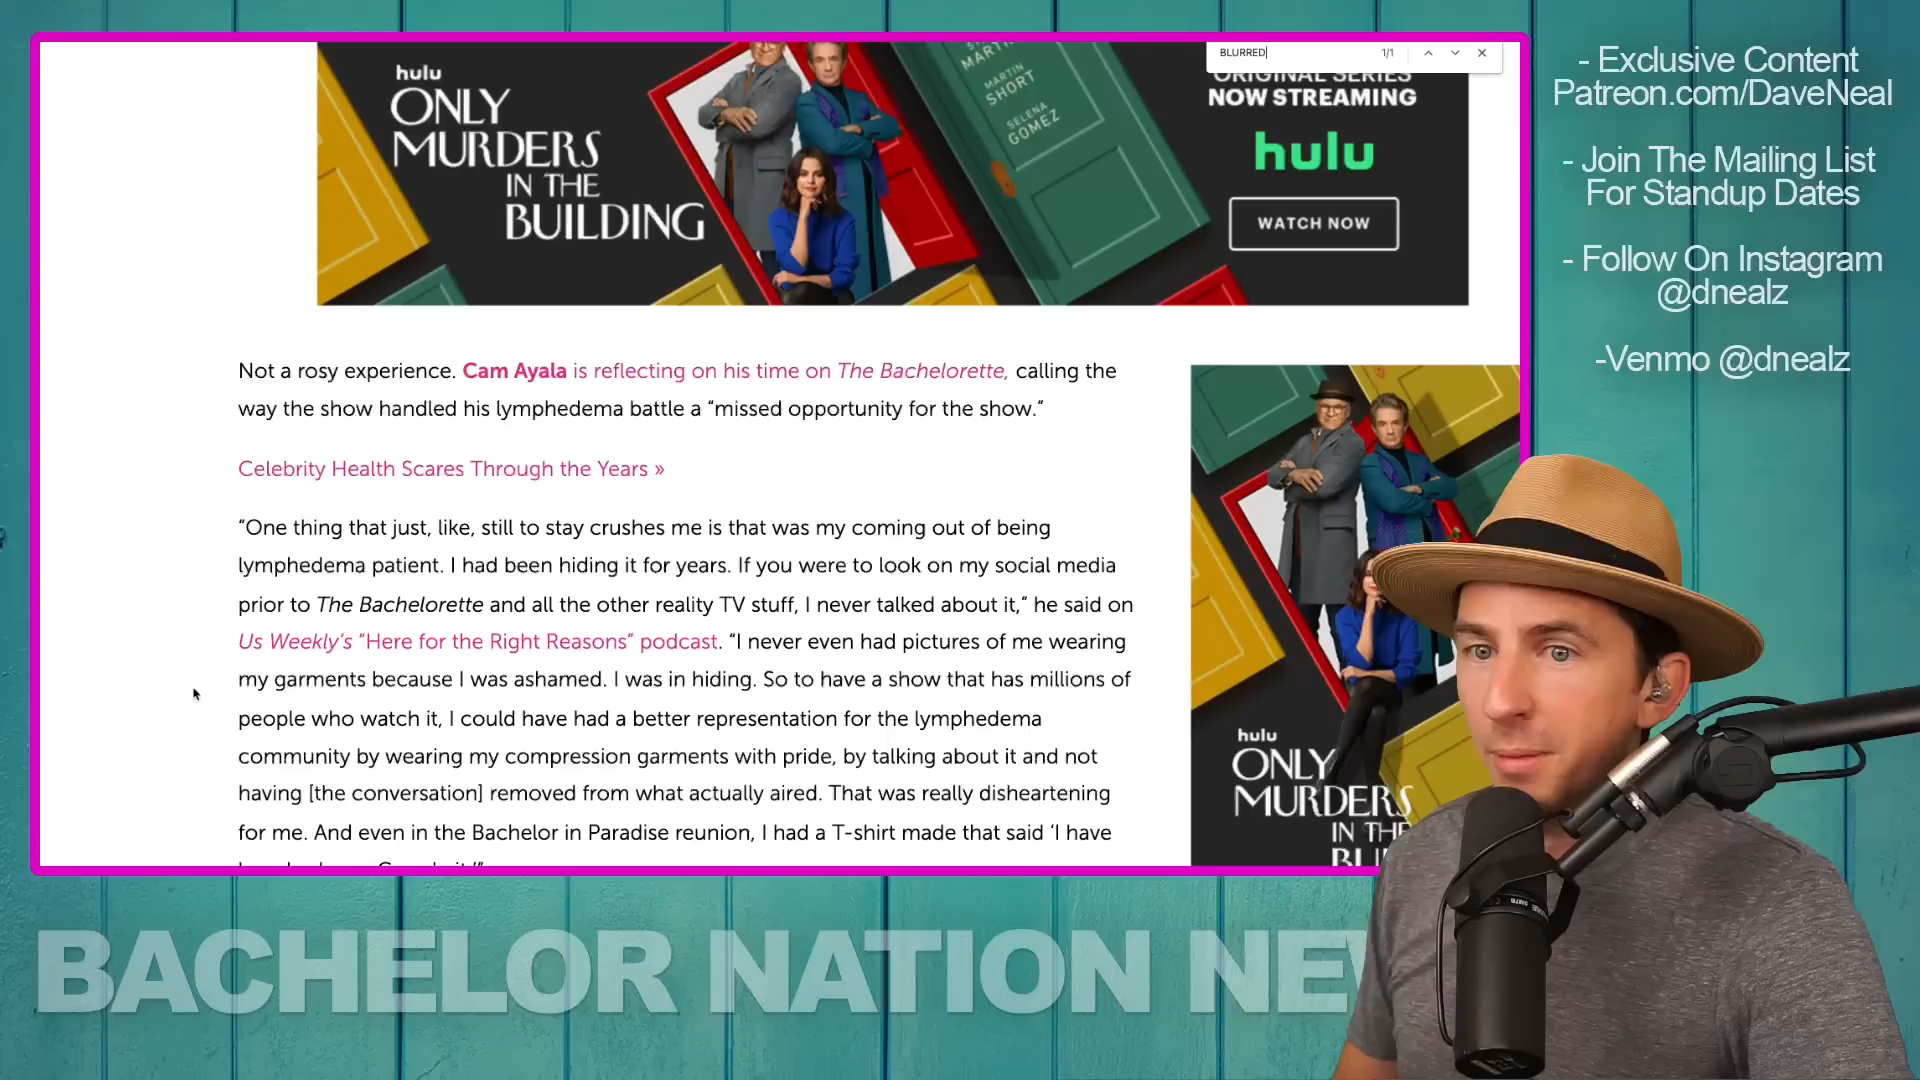 BLURRED
1/1
hulu
ONLY
MURDERS
IN THE
BUILDING
MARTIN
MARTIN
SHORT
SELENA
GOMEZ
ORIGINAL SERIES
NOW STREAMING
hulu
WATCH NOW
Not a rosy experience. Cam Ayala is reflecting on his time on The Bachelorette, calling the
way the show handled his lymphedema battle a “missed opportunity for the show.”
Celebrity Health Scares Through the Years »
“One thing that just, like, still to stay crushes me is that was my coming out of being
lymphedema patient. I had been hiding it for years. If you were to look on my social media
prior to The Bachelorette and all the other reality TV stuff, I never talked about it,” he said on
Us Weekly’s “Here for the Right Reasons” podcast. “I never even had pictures of me wearing
my garments because I was ashamed. I was in hiding. So to have a show that has millions of
people who watch it, I could have had a better representation for the lymphedema
community by wearing my compression garments with pride, by talking about it and not
having [the conversation] removed from what actually aired. That was really disheartening
for me. And even in the Bachelor in Paradise reunion, I had a T-shirt made that said ‘I have
hulu
ONLY
MURDERS
IN THE
- Exclusive Content
Patreon.com/DaveNeal
- Join The Mailing List
For Standup Dates
- Follow On Instagram
@dnealz
-Venmo @dnealz
BACHELOR NATION NEW
SM7B